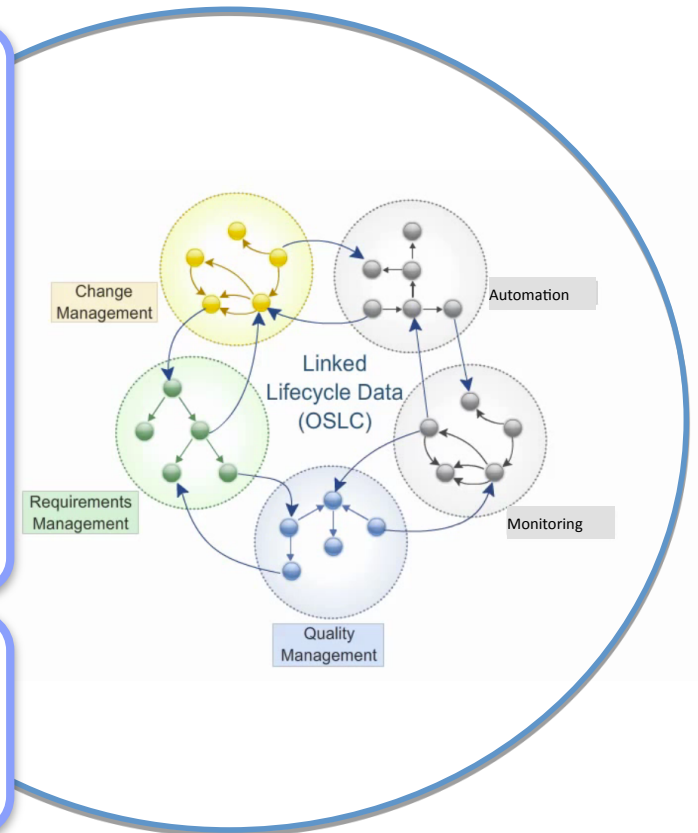 Change
Management
Automation
Linked
Lifecycle Data
(OSLC)
Requirements
Management
Monitoring
Quality
Management